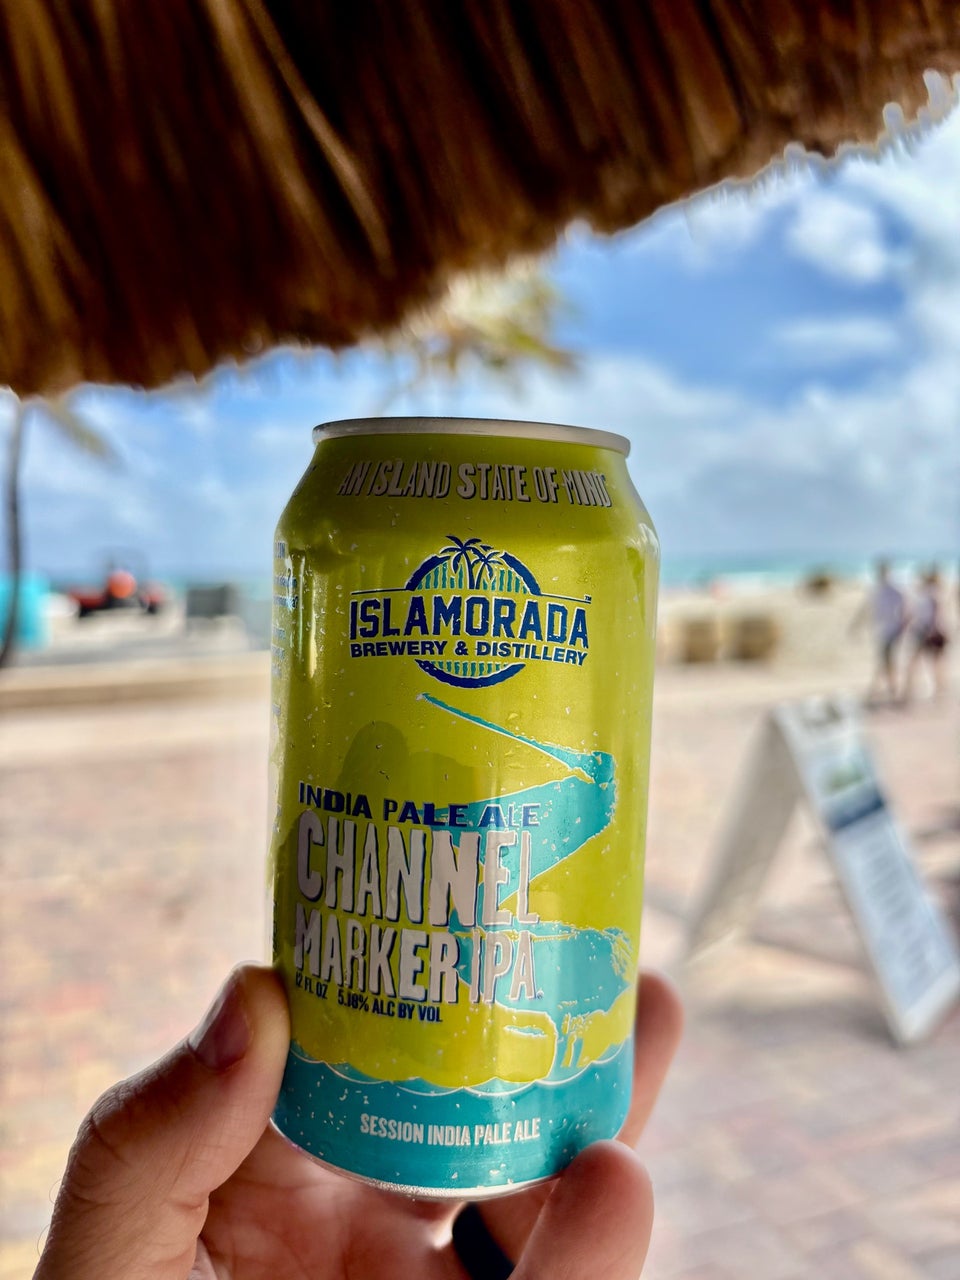 AN ISLAND STATE OF MIND
ISLAMORADA™
BREWERY & DISTILLERY
INDIA PALE ALE
CHANNEL
MARKER IPA
12 FL OZ 5.18% ALC BY VOL
SESSION INDIA PALE ALE